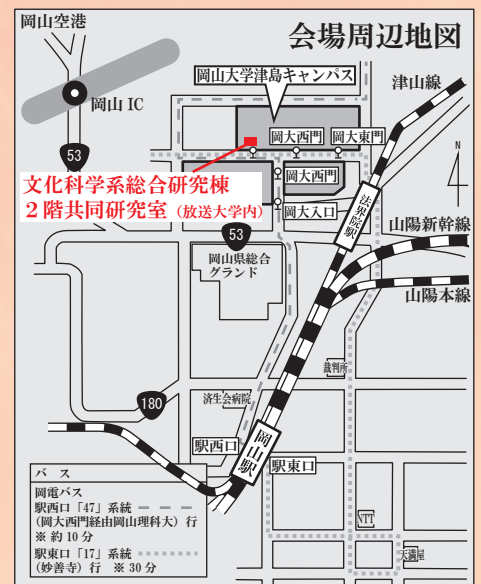 会場周辺地図
岡山空港
岡山 IC
53
岡山大学津島キャンパス
津山線
岡大西門
岡大東門
岡大西門
岡大入口
文化科学系総合研究棟
２階共同研究室（放送大学内）
法界院駅
N
53
岡山県総合
グランド
山陽新幹線
山陽本線
裁判所
180
済生会病院
駅西口
岡山駅
駅東口
NTT
天満屋
バ ス
岡電バス
駅西口「47」系統
(岡大西門経由岡山理科大) 行
※ 約 10 分
駅東口「17」系統
(妙善寺) 行 ※ 30 分